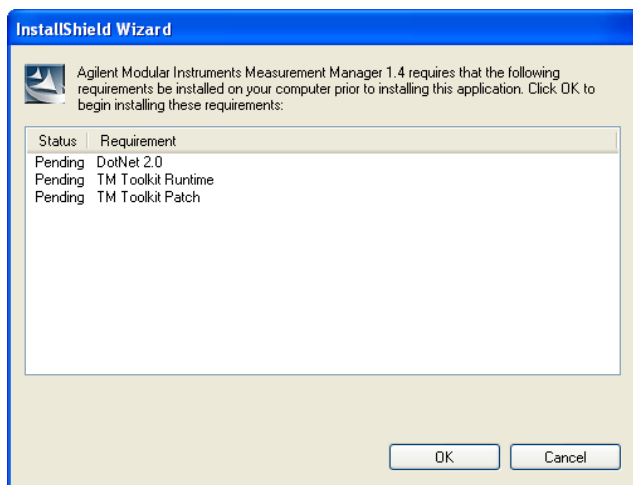 InstallShield Wizard
Agilent Modular Instruments Measurement Manager 1.4 requires that the following
requirements be installed on your computer prior to installing this application. Click OK to
begin installing these requirements:
Status Requirement
Pending DotNet 2.0
Pending TM Toolkit Runtime
Pending TM Toolkit Patch
OK Cancel